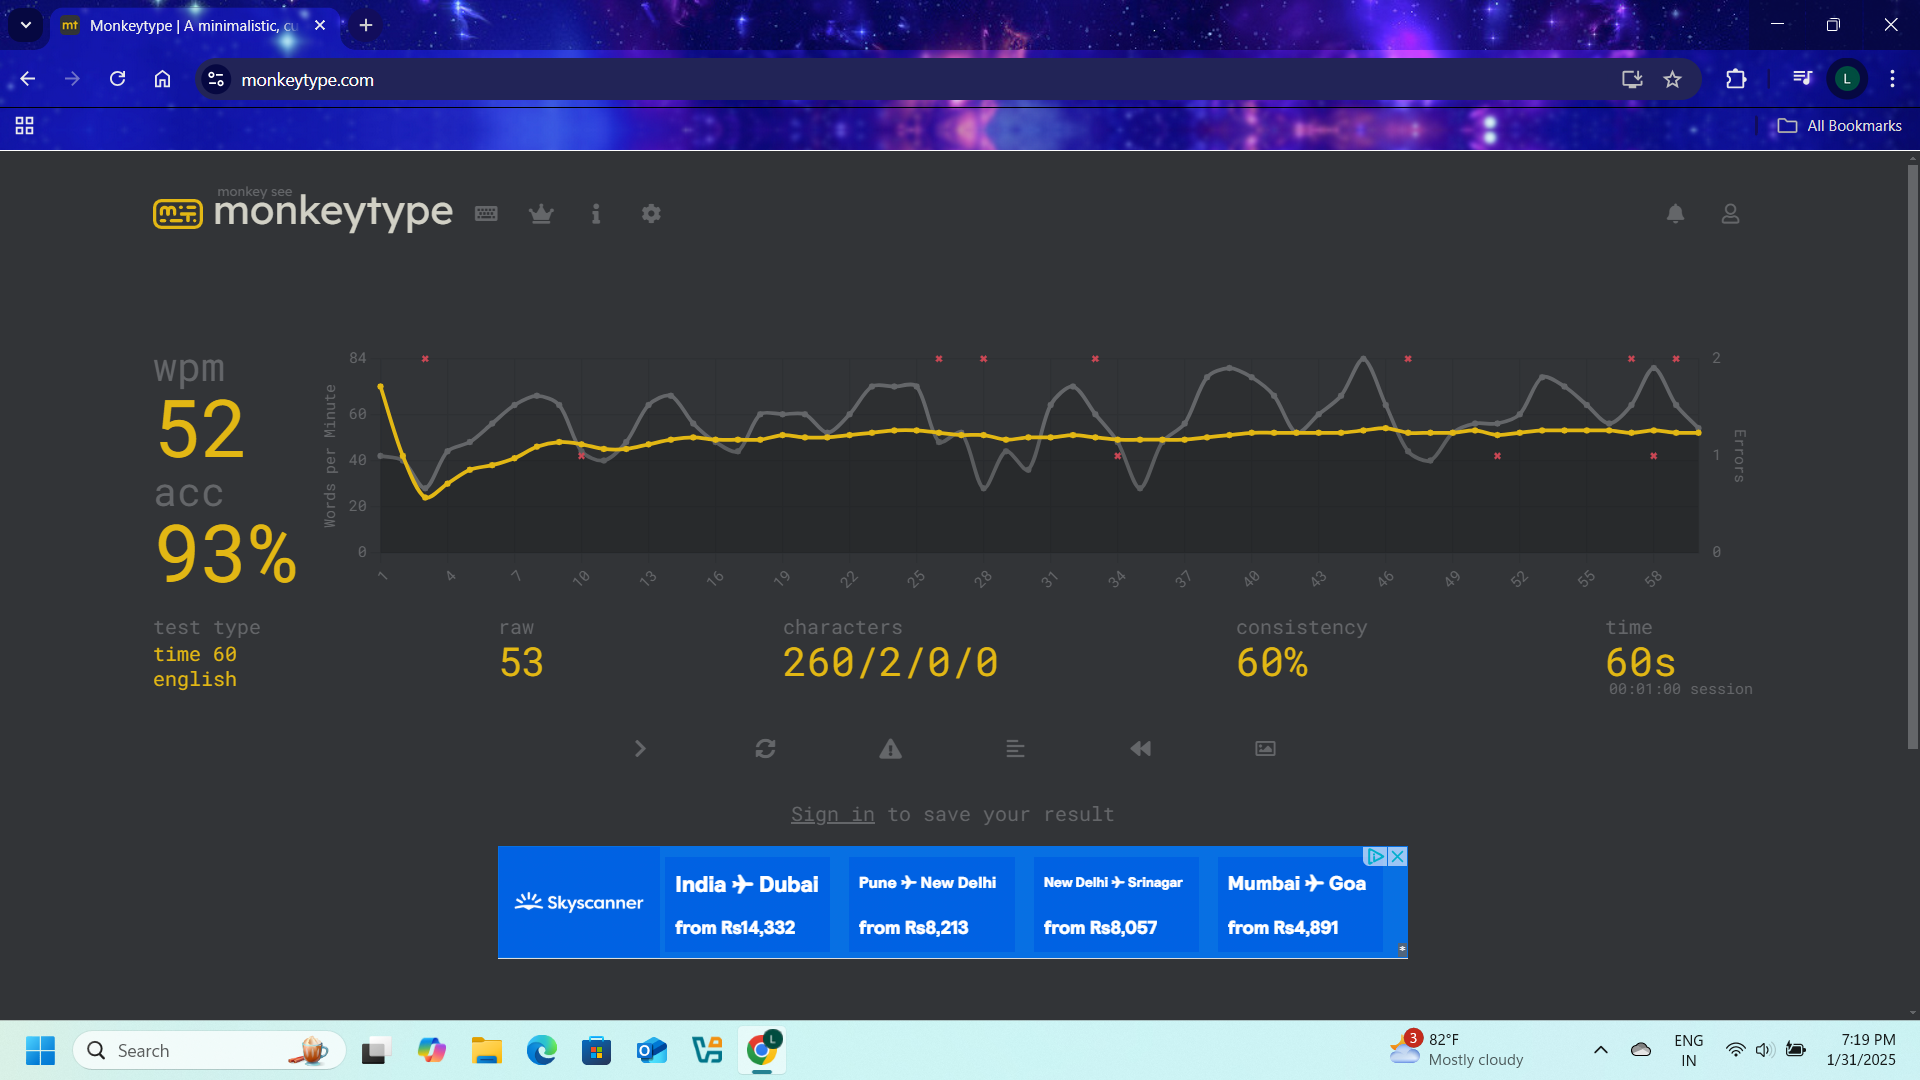 mt
Monkeytype | A minimalistic, cu
monkeytype.com
L
All Bookmarks
monkey see
monkeytype
wpm
52
acc
93%
Words per Minute
84
60
40
20
0
1 4 7 10 13 16 19 22 25 28 31 34 37 40 43 46 49 52 55 58
2
1
0
Errors
test type
time 60
english
raw
53
characters
260/2/0/0
consistency
60%
time
60s
00:01:00 session
Sign in to save your result
Skyscanner
India Dubai
from Rs14,332
Pune New Delhi
from Rs8,213
New Delhi Srinagar
from Rs8,057
Mumbai Goa
from Rs4,891
Search
L
3
82°F
Mostly cloudy
ENG
IN
7:19 PM
1/31/2025